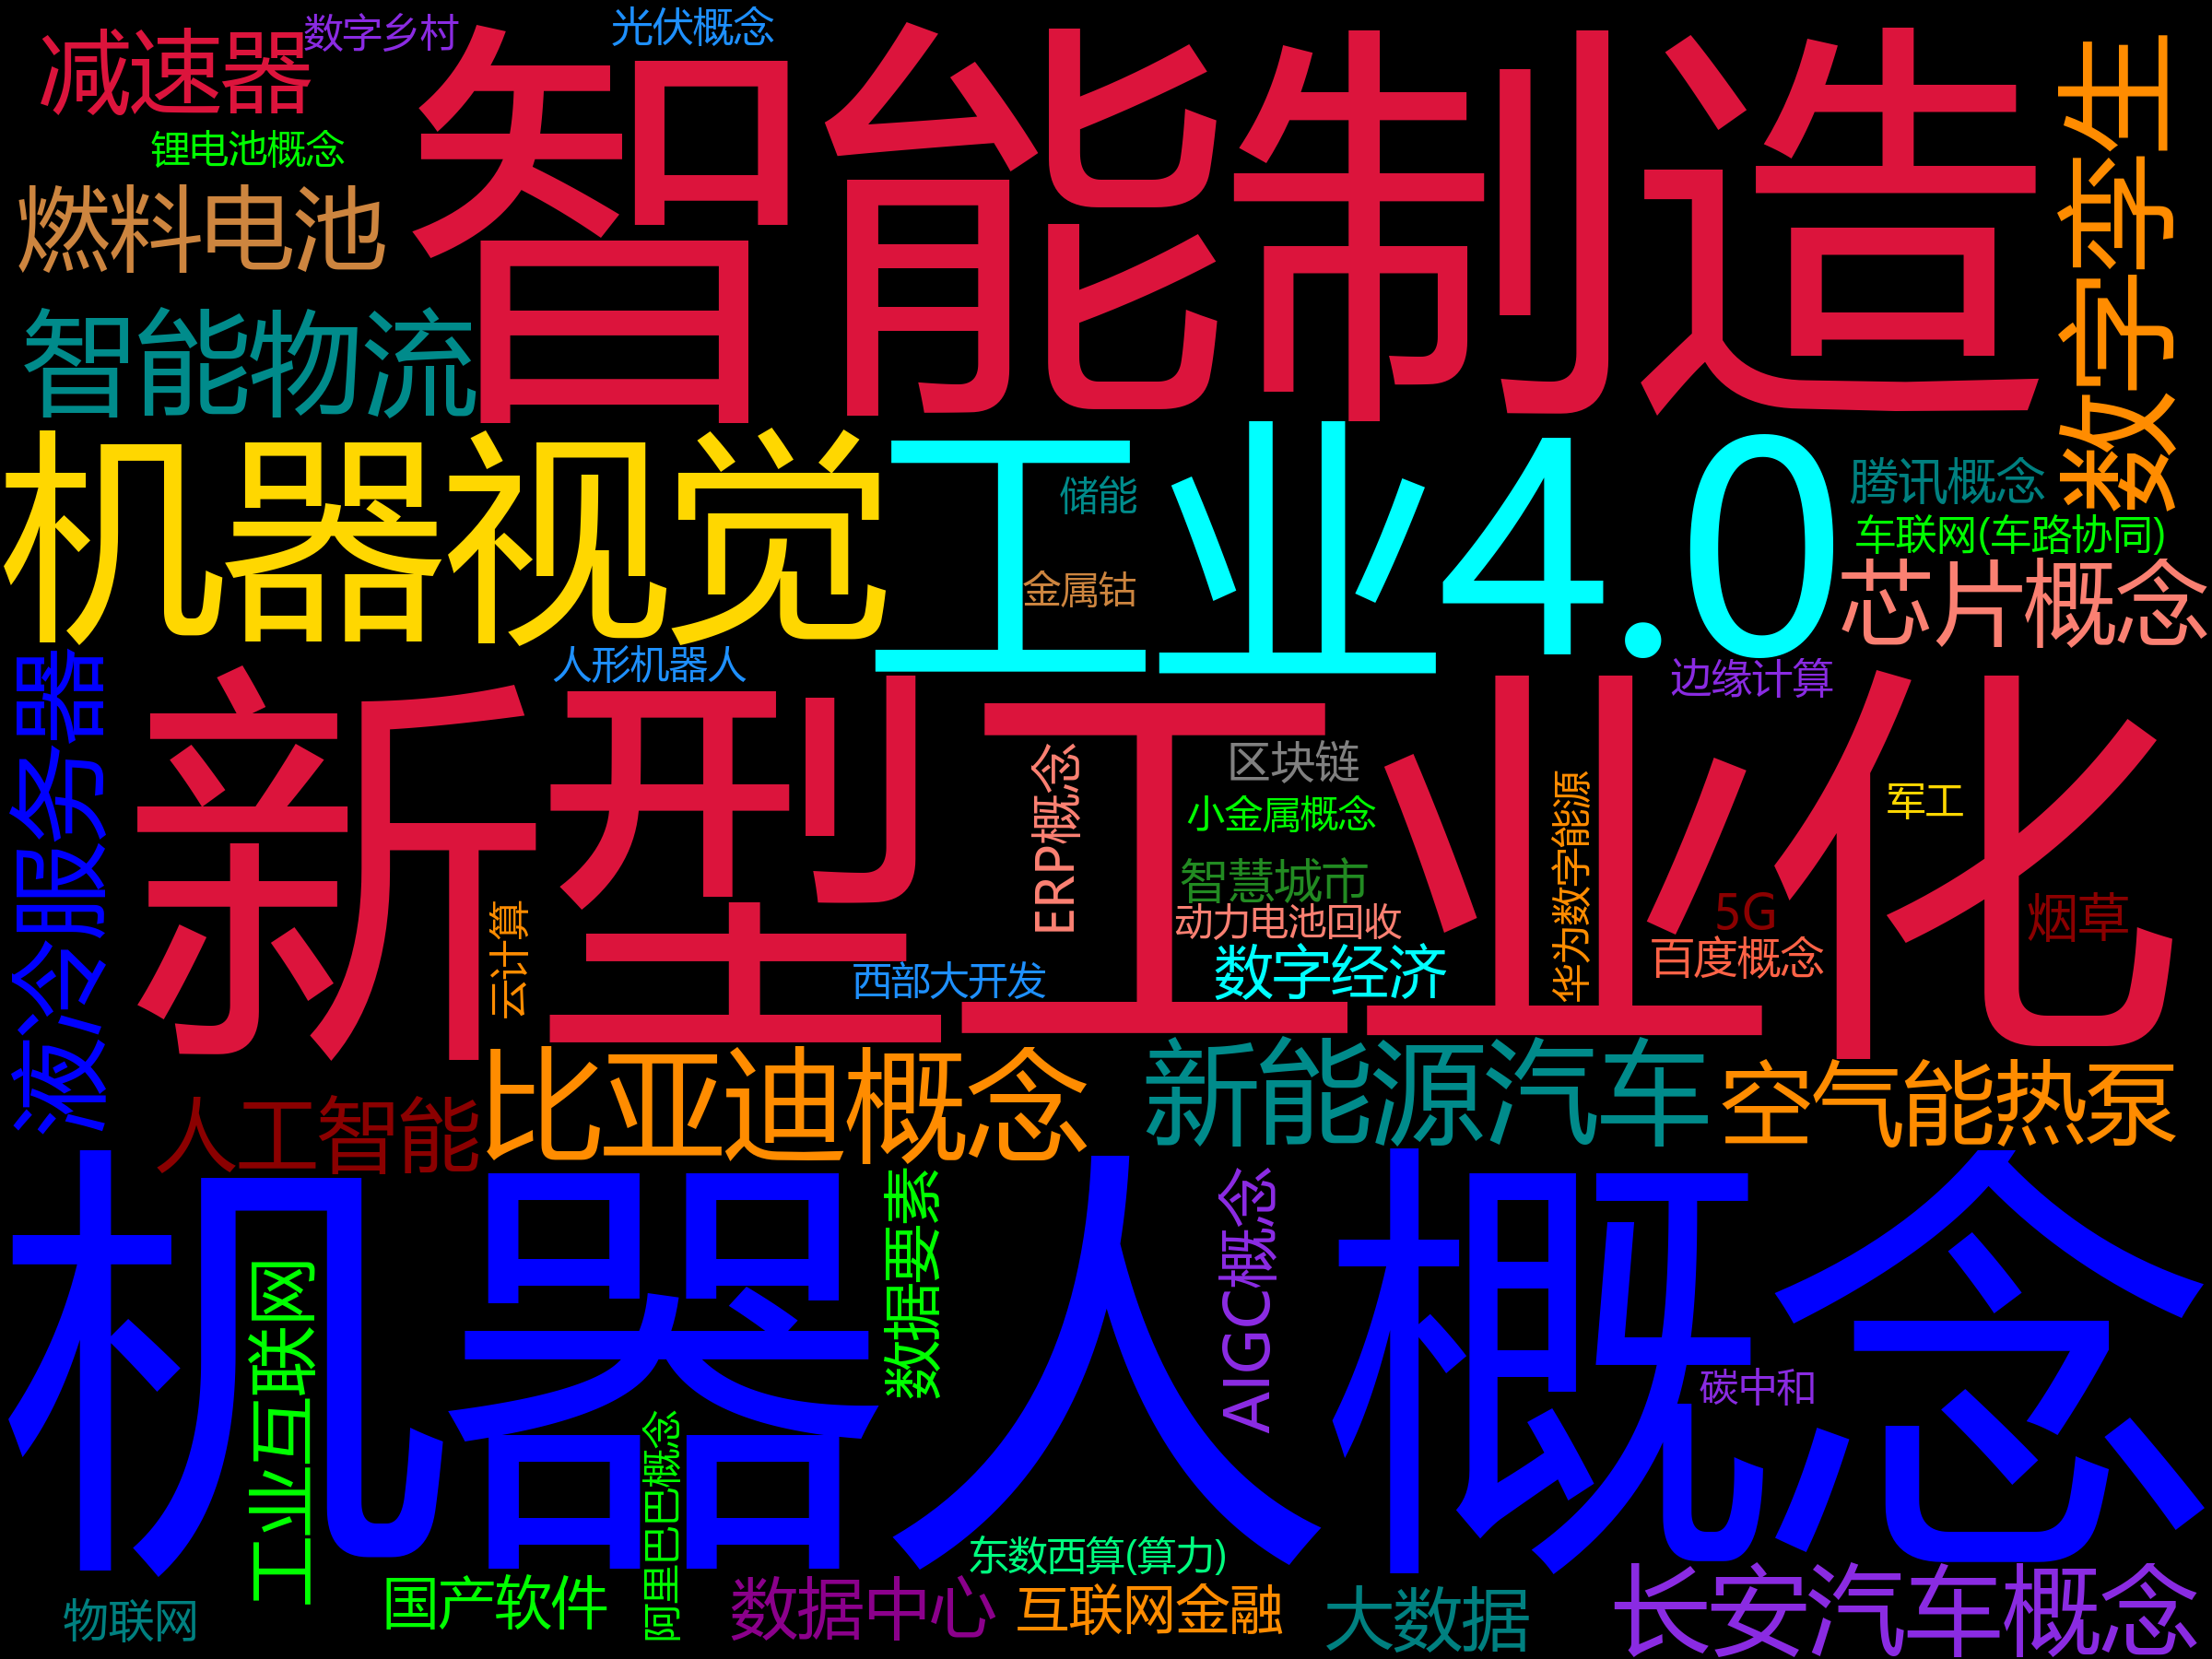 数字乡村
光伏概念
减速器
智能制造
数字孪生
锂电池概念
燃料电池
智能物流
机器视觉
工业4.0
储能
金属钴
腾讯概念
车联网(车路协同)
芯片概念
人形机器人
边缘计算
液冷服务器
新型工业化
ERP概念
区块链
小金属概念
智慧城市
动力电池回收
数字经济
华为数字能源
军工
5G
烟草
百度概念
云计算
西部大开发
人工智能
比亚迪概念
新能源汽车
空气能热泵
机器人概念
工业互联网
数据要素
AIGC概念
碳中和
阿里巴巴概念
东数西算(算力)
物联网
国产软件
数据中心
互联网金融
大数据
长安汽车概念